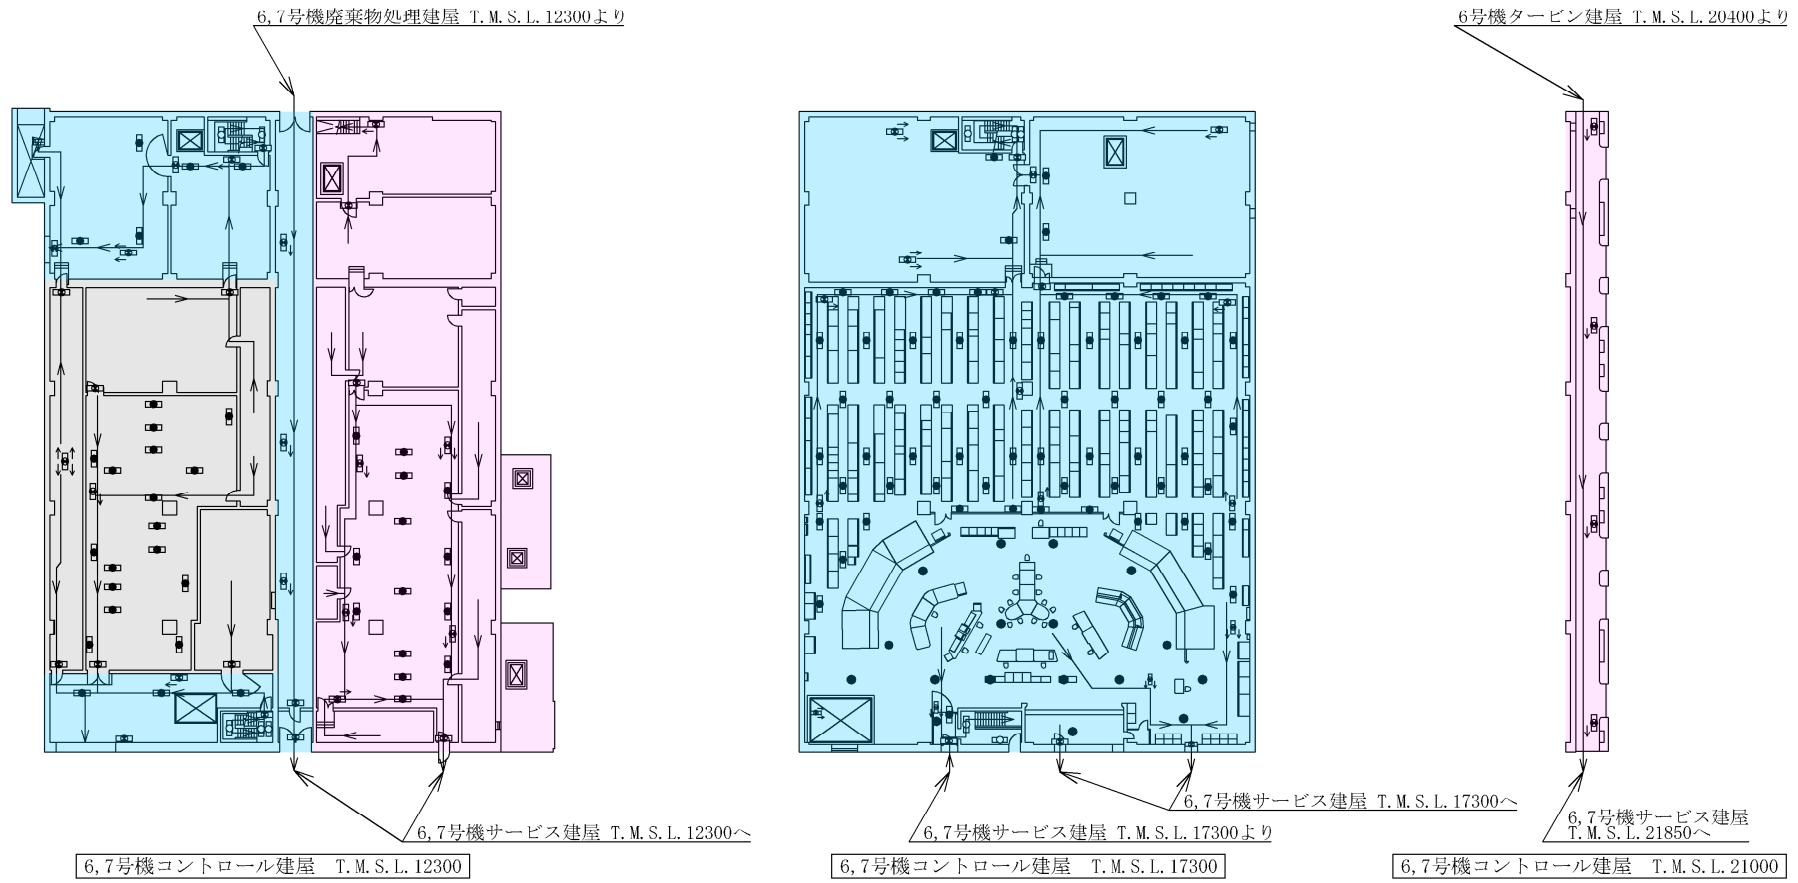 6,7号機廃棄物処理建屋 T.M.S.L.12300より
6号機タービン建屋 T.M.S.L.20400より
6,7号機サービス建屋 T.M.S.L.12300へ
6,7号機サービス建屋 T.M.S.L.17300へ
6,7号機サービス建屋 T.M.S.L.17300より
6,7号機サービス建屋
T.M.S.L.21850へ
6,7号機コントロール建屋 T.M.S.L.12300
6,7号機コントロール建屋 T.M.S.L.17300
6,7号機コントロール建屋 T.M.S.L.21000